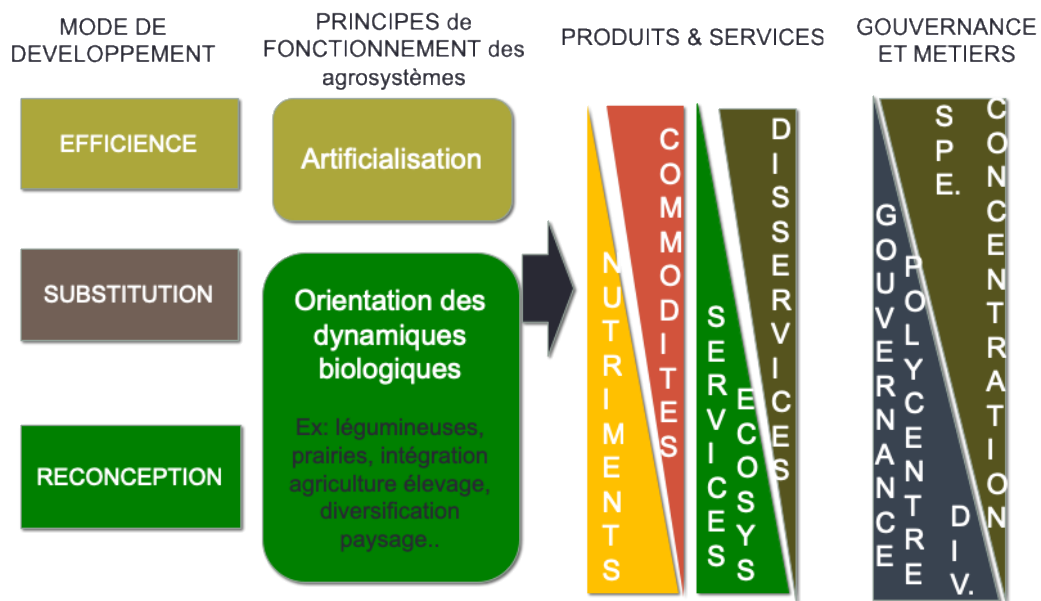 MODE DE
DEVELOPPEMENT
PRINCIPES de
FONCTIONNEMENT des
agrosystèmes
PRODUITS & SERVICES
GOUVERNANCE
ET METIERS
EFFICIENCE
SUBSTITUTION
RECONCEPTION
Artificialisation
Orientation des
dynamiques
biologiques
Ex: légumineuses,
prairies, intégration
agriculture élevage,
diversification
paysage..
NUTRIMENTS
COMMODITES
SERVICES
ECOSYS
DISSERVICES
GOUVERNANCE
POLYCENTRE
DIV.
SPE.
CONCENTRATION